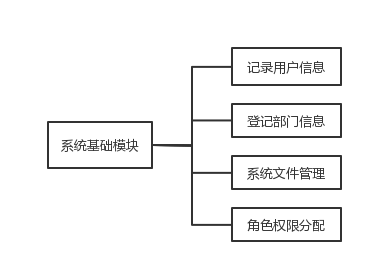 记录用户信息
登记部门信息
系统基础模块
系统文件管理
角色权限分配